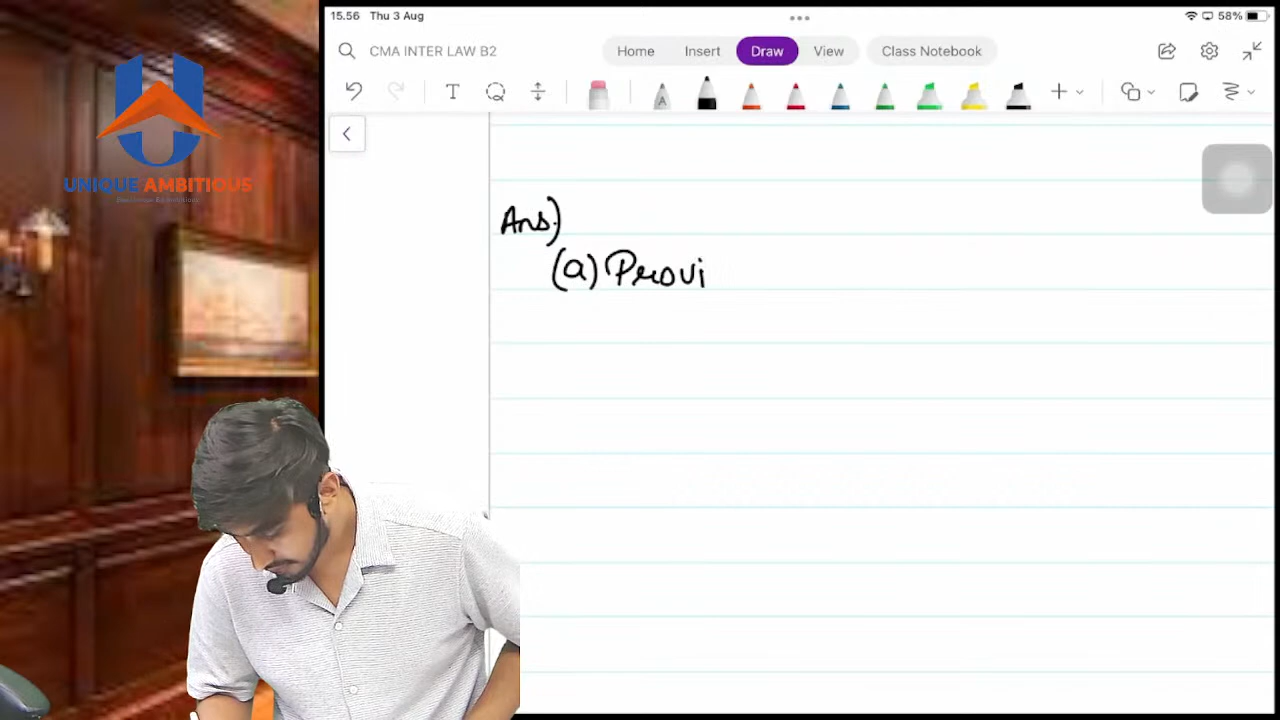 15.56 Thu 3 Aug
58%
CMA INTER LAW B2
Home Insert Draw View Class Notebook
UNIQUE AMBITIOUS
Ans)
(a) Provi